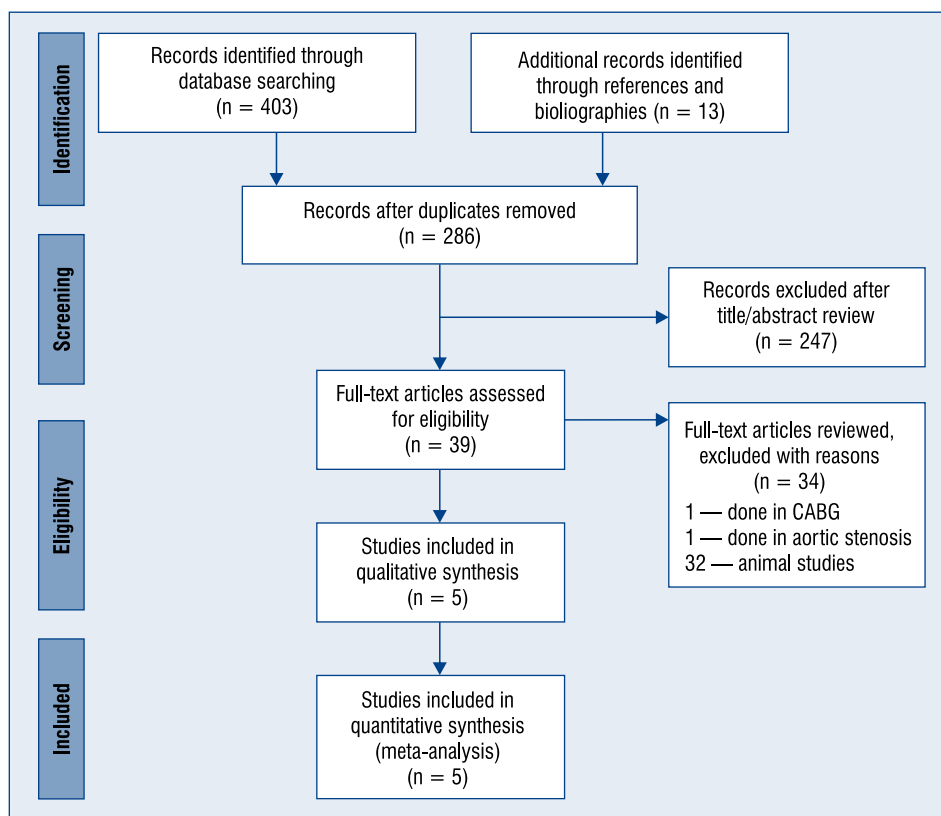 Identification
Records identified through
database searching
(n = 403)
Additional records identified
through references and
bioliographies (n = 13)
Records after duplicates removed
(n = 286)
Screening
Records excluded after
title/abstract review
(n = 247)
Full-text articles assessed
for eligibility
(n = 39)
Eligibility
Full-text articles reviewed,
excluded with reasons
(n = 34)
1 — done in CABG
1 — done in aortic stenosis
32 — animal studies
Studies included in
qualitative synthesis
(n = 5)
Included
Studies included in
quantitative synthesis
(meta-analysis)
(n = 5)